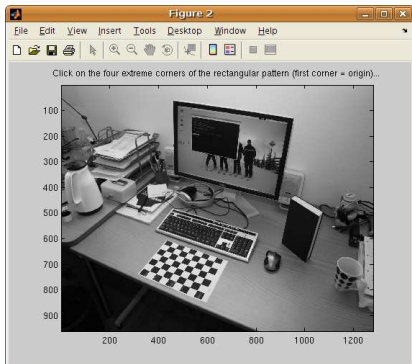 Figure 2
File Edit View Insert Tools Desktop Window Help
Click on the four extreme corners of the rectangular pattern (first corner = origin)...
100
200
300
400
500
600
700
800
900
200 400 600 800 1000 1200